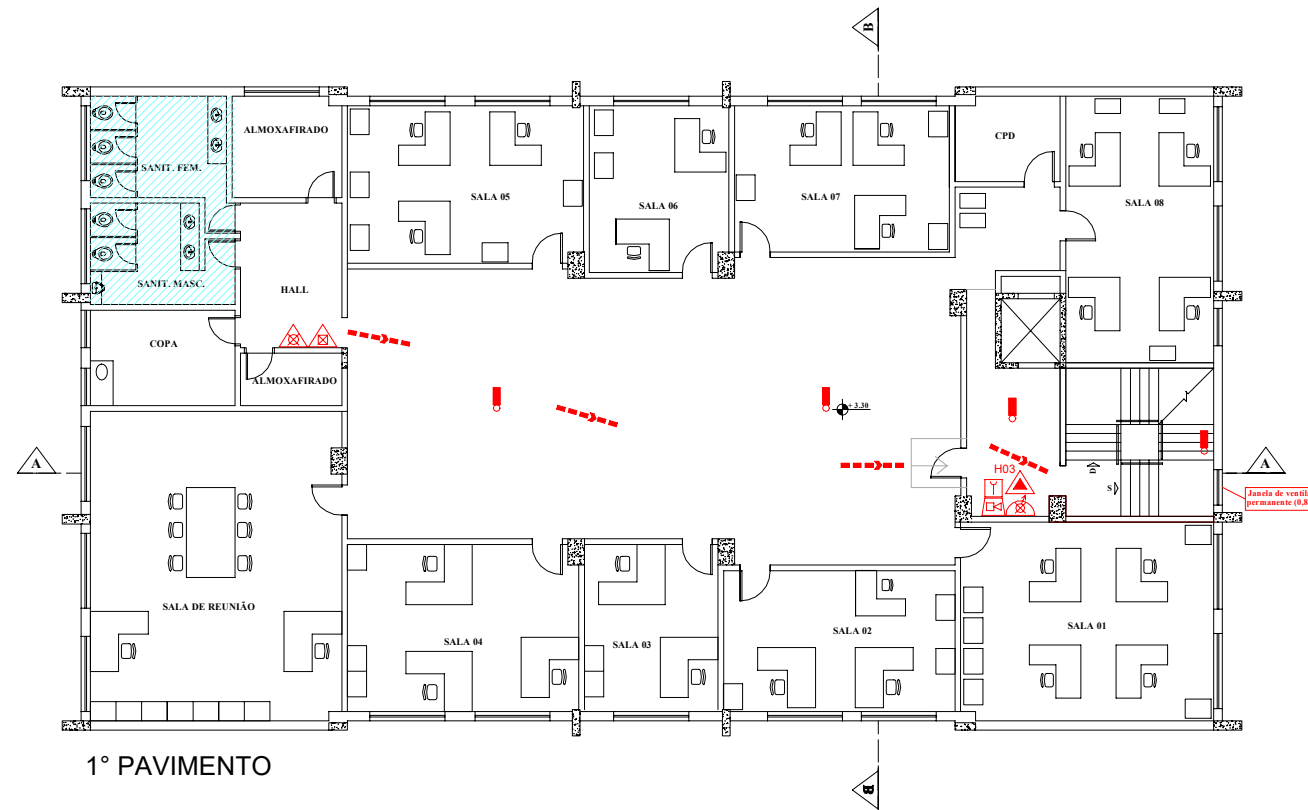 B
ALMOXAFIRADO
CPD
SANIT. FEM.
SALA 05
SALA 06
SALA 07
SALA 08
SANIT. MASC.
HALL
COPA
ALMOXAFIRADO
+ 3.30
A
A
H03
D
S
Janela de ventil
permanente (0,8
SALA DE REUNIÃO
SALA 04
SALA 03
SALA 02
SALA 01
1° PAVIMENTO
B